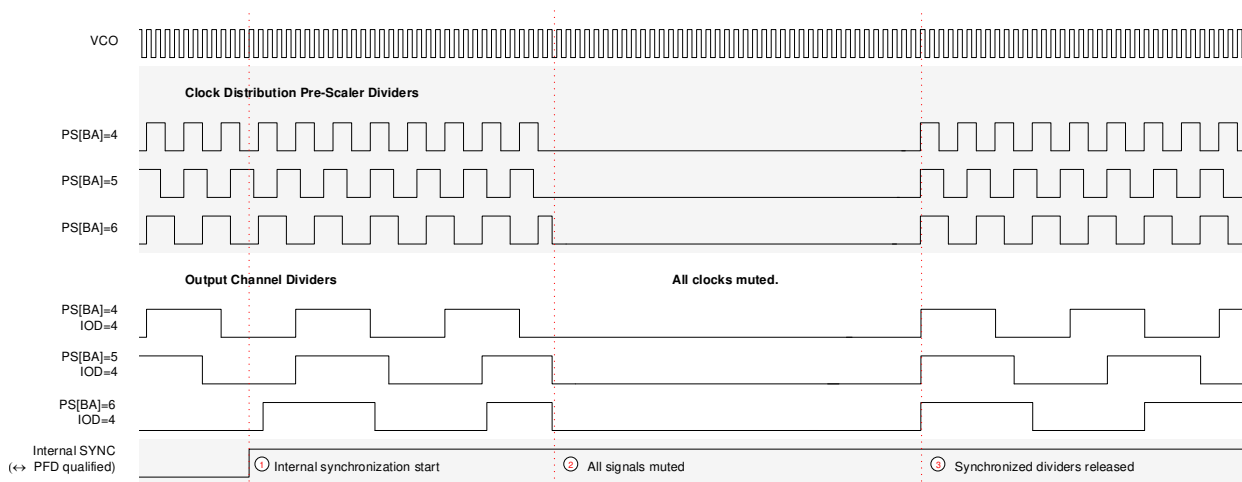 VCO
Clock Distribution Pre-Scaler Dividers
PS[BA]=4
PS[BA]=5
PS[BA]=6
Output Channel Dividers
All clocks muted.
PS[BA]=4
IOD=4
PS[BA]=5
IOD=4
PS[BA]=6
IOD=4
Internal SYNC
(↔ PFD qualified)
1 Internal synchronization start
2 All signals muted
3 Synchronized dividers released